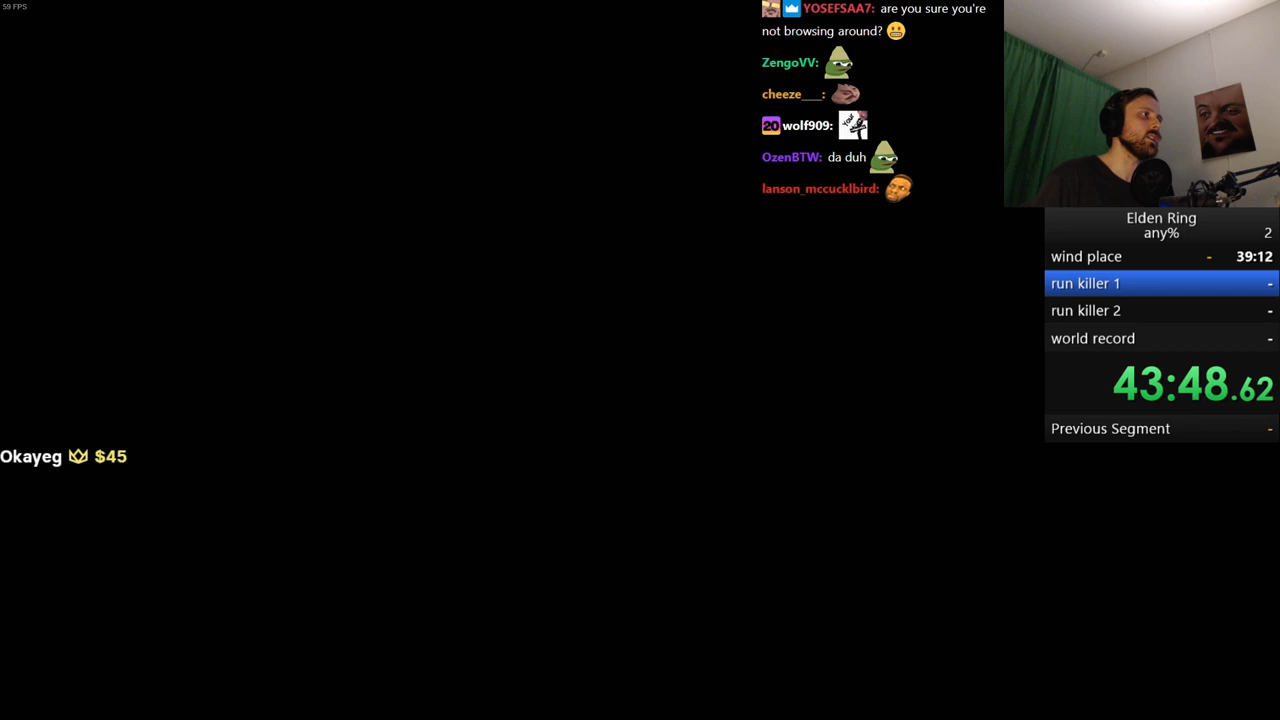 59 FPS
YOSEFSAA7: are you sure you're
not browsing around?
ZengoVV:
cheeze___:
20 wolf909:
OzenBTW: da duh
lanson_mccucklbird:
Elden Ring
any% 2
wind place - 39:12
run killer 1 -
run killer 2 -
world record -
43:48.62
Previous Segment -
Okayeg $45